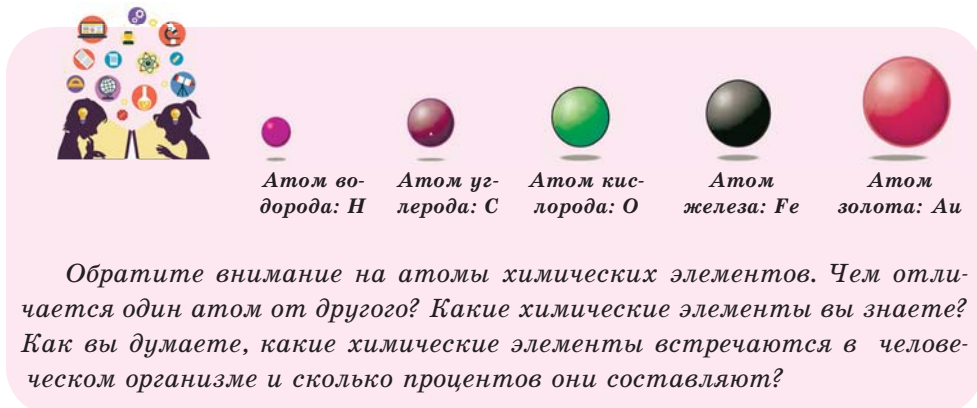 Атом во-
дорода: H
Атом уг-
лерода: C
Атом кис-
лорода: O
Атом
железа: Fe
Атом
золота: Au
Обратите внимание на атомы химических элементов. Чем отли-
чается один атом от другого? Какие химические элементы вы знаете?
Как вы думаете, какие химические элементы встречаются в челове-
ческом организме и сколько процентов они составляют?